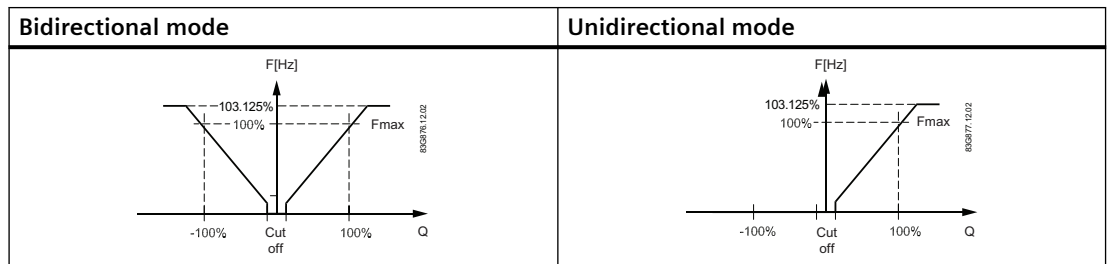 Bidirectional mode
Unidirectional mode
F[Hz]
103.125%
100%
Fmax
83G876.12.02
-100%
Cut
off
100%
Q
F[Hz]
103.125%
100%
Fmax
83G877.12.02
-100%
Cut
off
100%
Q